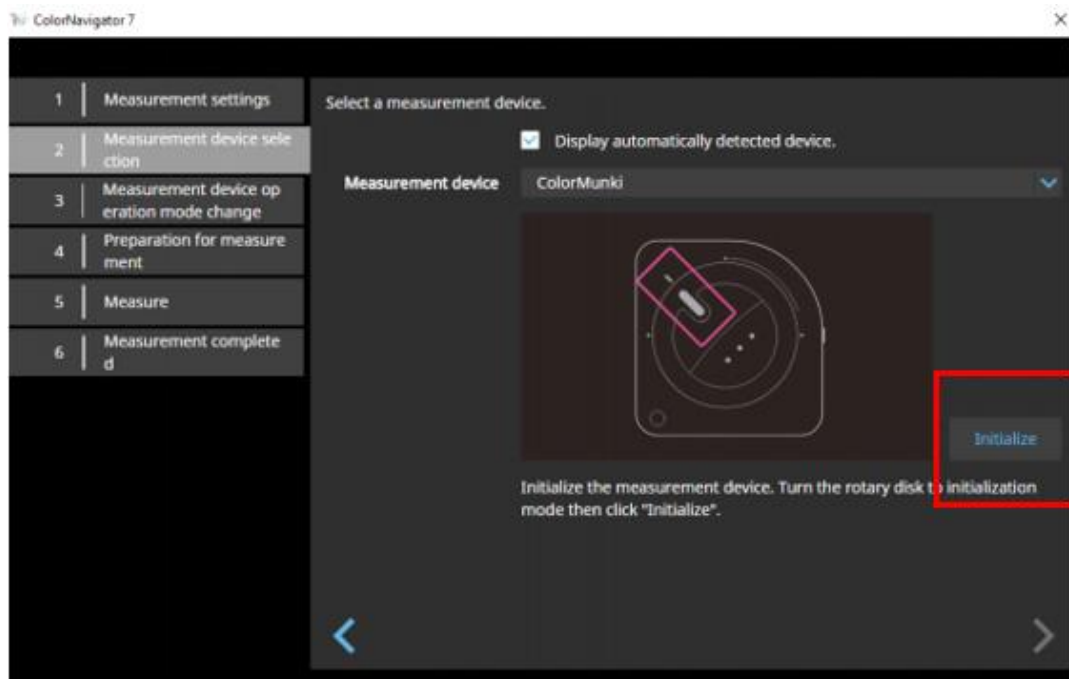 ColorNavigator 7
1 Measurement settings
2 Measurement device sele
ction
3 Measurement device op
eration mode change
4 Preparation for measure
ment
5 Measure
6 Measurement complete
d
Select a measurement device.
Display automatically detected device.
Measurement device ColorMunki
Initialize
Initialize the measurement device. Turn the rotary disk to initialization
mode then click "Initialize".